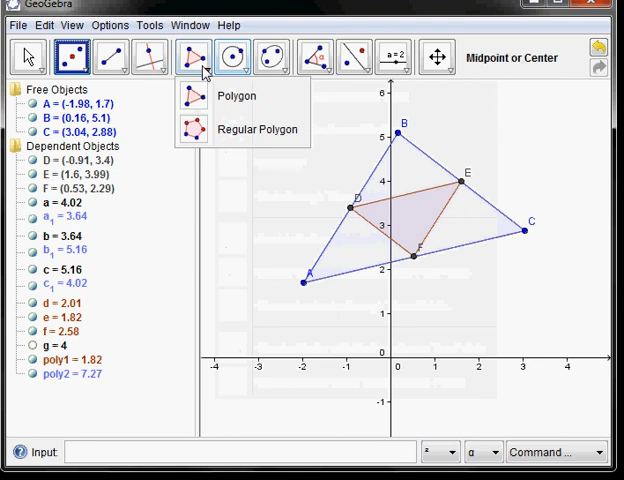 GeoGebra
File Edit View Options Tools Window Help
a=2
Midpoint or Center
Polygon
Regular Polygon
Free Objects
A = (-1.98, 1.7)
B = (0.16, 5.1)
C = (3.04, 2.88)
Dependent Objects
D = (-0.91, 3.4)
E = (1.6, 3.99)
F = (0.53, 2.29)
a = 4.02
a₁ = 3.64
b = 3.64
b₁ = 5.16
c = 5.16
c₁ = 4.02
d = 2.01
e = 1.82
f = 2.58
g = 4
poly1 = 1.82
poly2 = 7.27
6
B
5
E
4
D
3
C
F
2
A
1
0
-4 -3 -2 -1 0 1 2 3 4
-1
Input:
²
α
Command ...